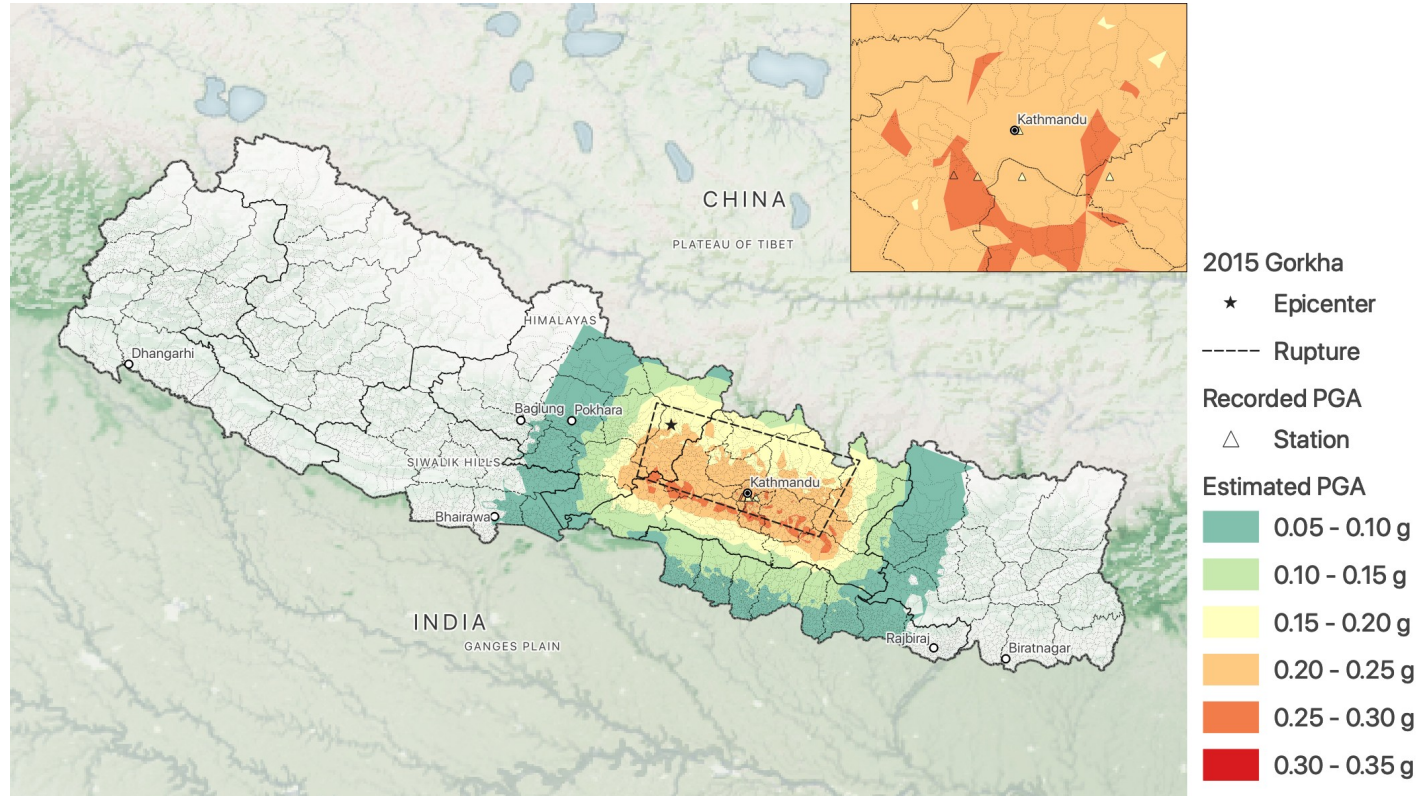 Kathmandu
CHINA
PLATEAU OF TIBET
HIMALAYAS
Dhangarhi
Baglung
Pokhara
SIWALIK HILLS
Kathmandu
Bhairawa
INDIA
GANGES PLAIN
Rajbiraj
Biratnagar
2015 Gorkha
Epicenter
Rupture
Recorded PGA
Station
Estimated PGA
0.05 - 0.10 g
0.10 - 0.15 g
0.15 - 0.20 g
0.20 - 0.25 g
0.25 - 0.30 g
0.30 - 0.35 g